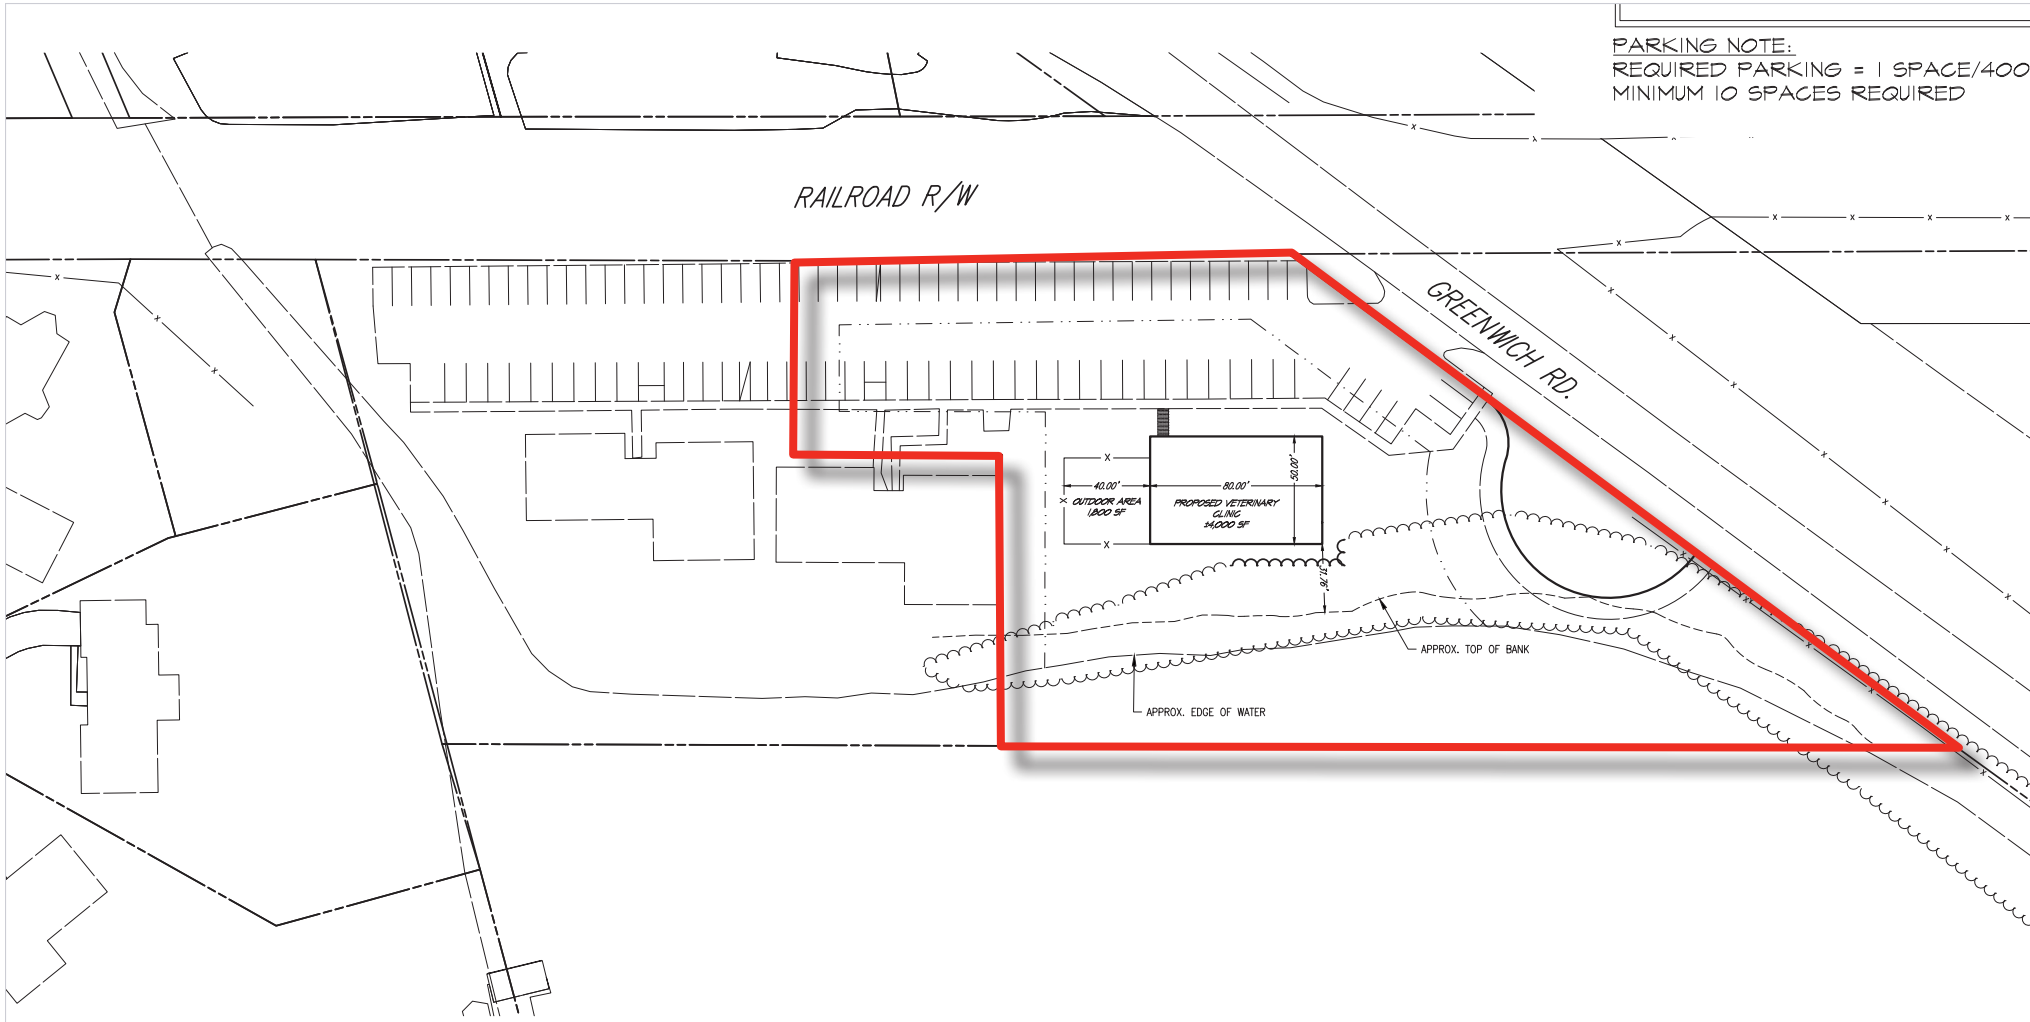 PARKING NOTE:
REQUIRED PARKING = 1 SPACE/400
MINIMUM 10 SPACES REQUIRED
RAILROAD R/W
GREENWICH RD.
50.00'
40.00'
80.00'
OUTDOOR AREA
1,800 SF
PROPOSED VETERINARY
CLINIC
±4,000 SF
31.76'
APPROX. TOP OF BANK
APPROX. EDGE OF WATER